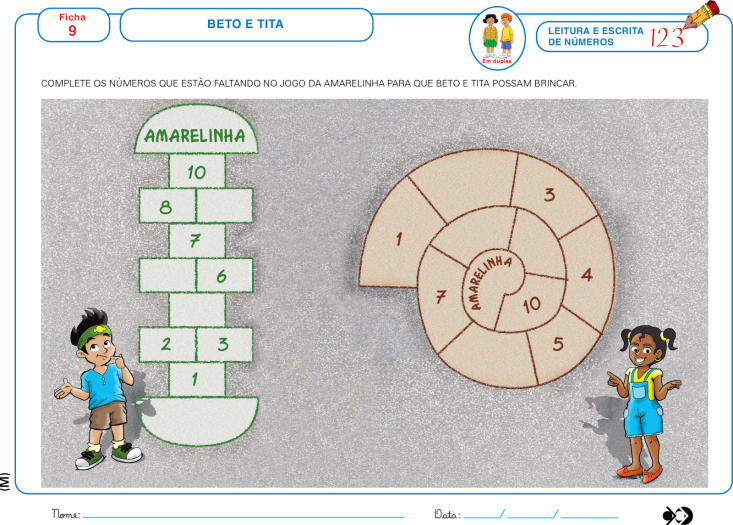 Ficha
9
BETO E TITA
Em duplas
LEITURA E ESCRITA
DE NÚMEROS
123
COMPLETE OS NÚMEROS QUE ESTÃO FALTANDO NO JOGO DA AMARELINHA PARA QUE BETO E TITA POSSAM BRINCAR.
AMARELINHA
10
8
7
6
2 3
1
1
3
4
5
7
10
AMARELINHA
(M)
Nome:
Data: / /